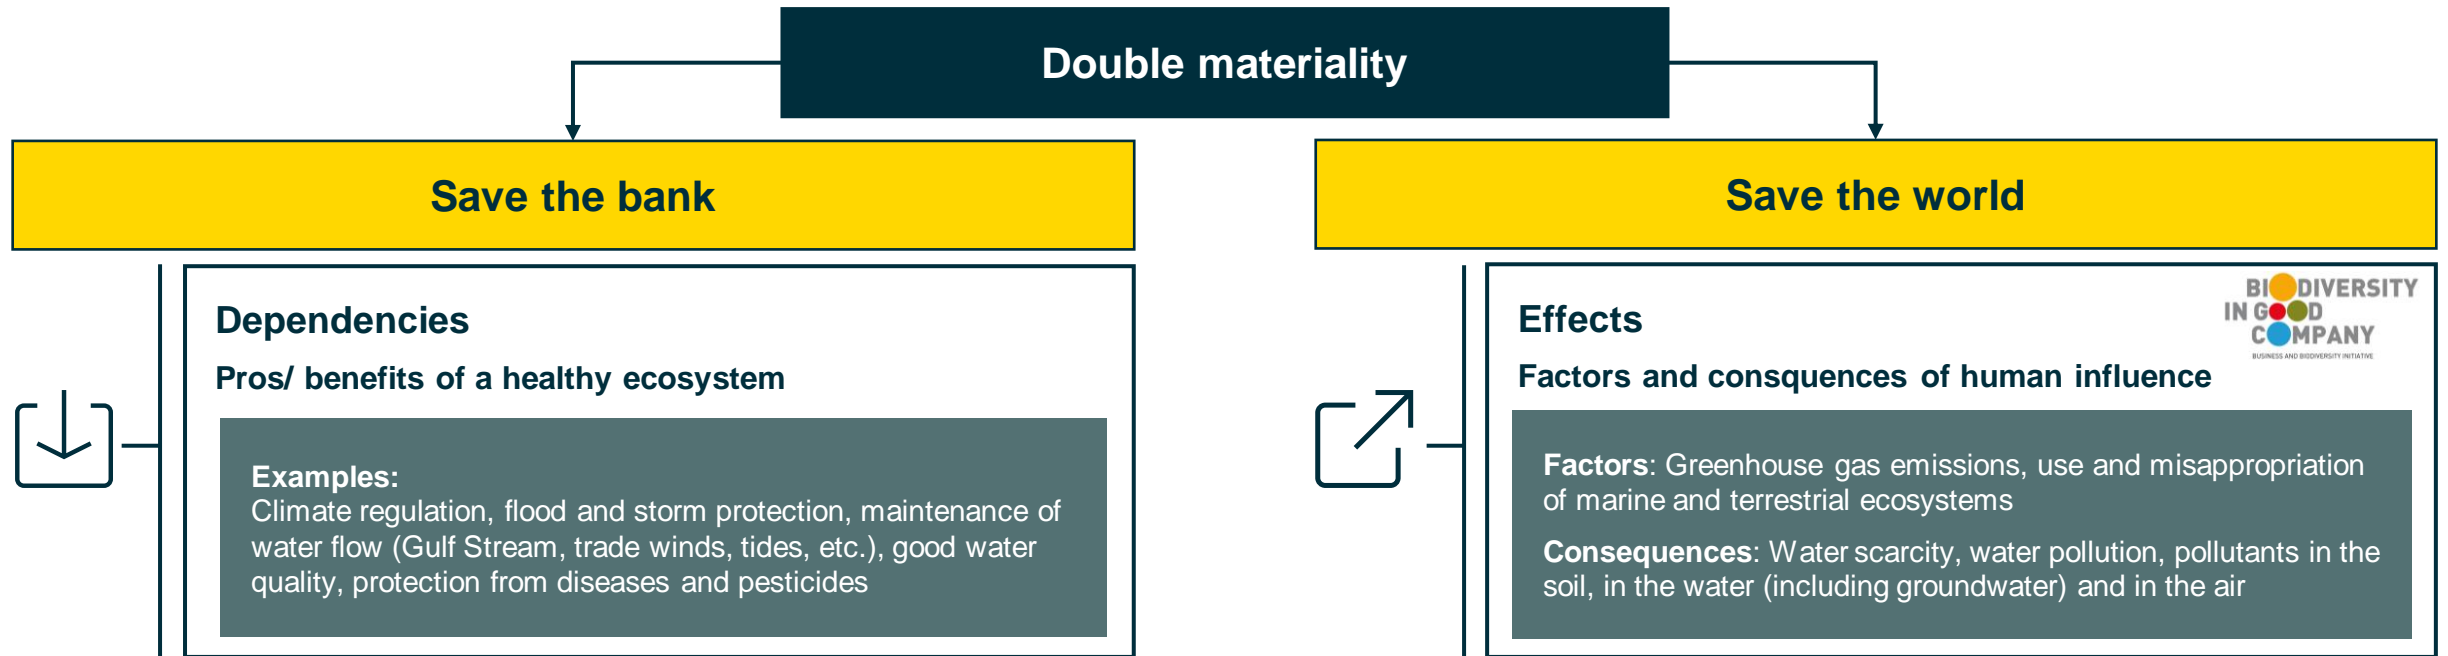 Double materiality
Save the bank
Dependencies
Pros/ benefits of a healthy ecosystem
Examples:
Climate regulation, flood and storm protection, maintenance of
water flow (Gulf Stream, trade winds, tides, etc.), good water
quality, protection from diseases and pesticides
Save the world
BIODIVERSITY
IN GOOD
COMPANY
BUSINESS AND BIODIVERSITY INITIATIVE
Effects
Factors and consquences of human influence
Factors: Greenhouse gas emissions, use and misappropriation
of marine and terrestrial ecosystems
Consequences: Water scarcity, water pollution, pollutants in the
soil, in the water (including groundwater) and in the air